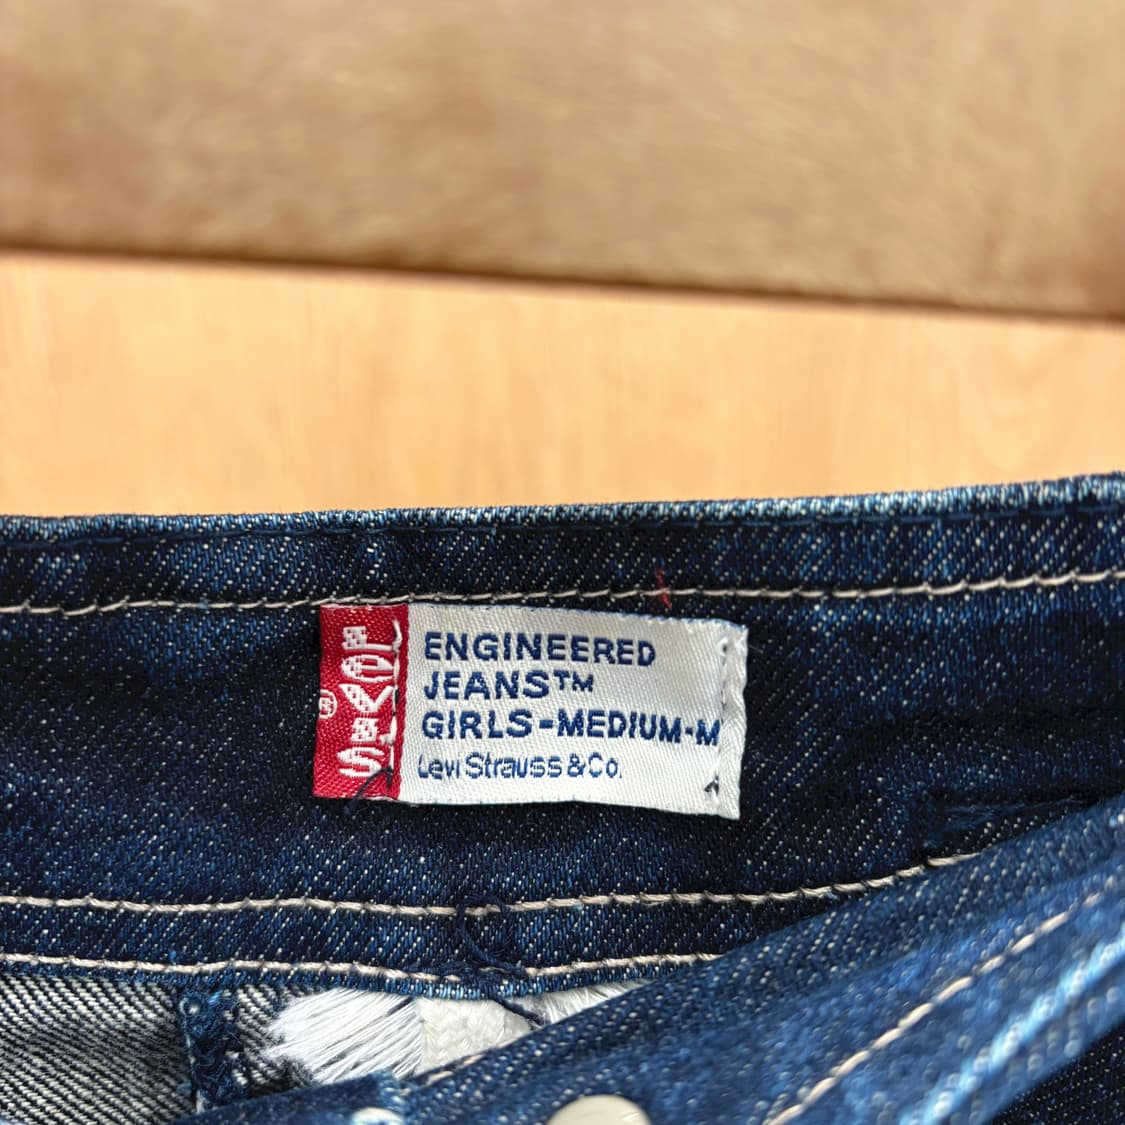 LEVI'S®
ENGINEERED
JEANS™
GIRLS-MEDIUM-M
Levi Strauss & Co.